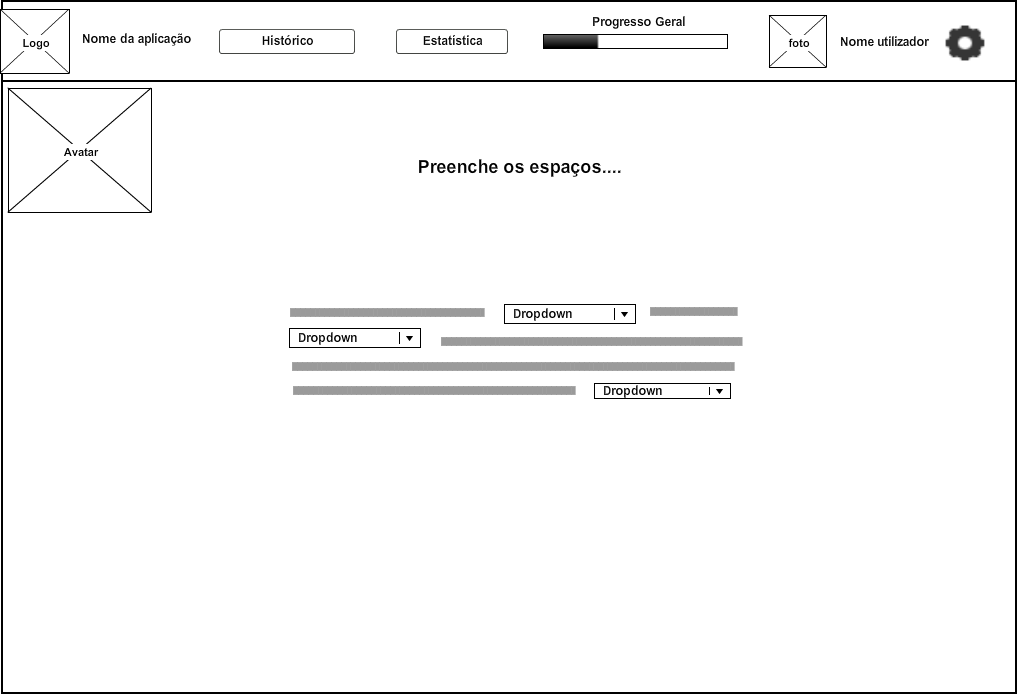 Logo
Nome da aplicação
Histórico
Estatística
Progresso Geral
foto
Nome utilizador
Avatar
Preenche os espaços....
Dropdown
Dropdown
Dropdown